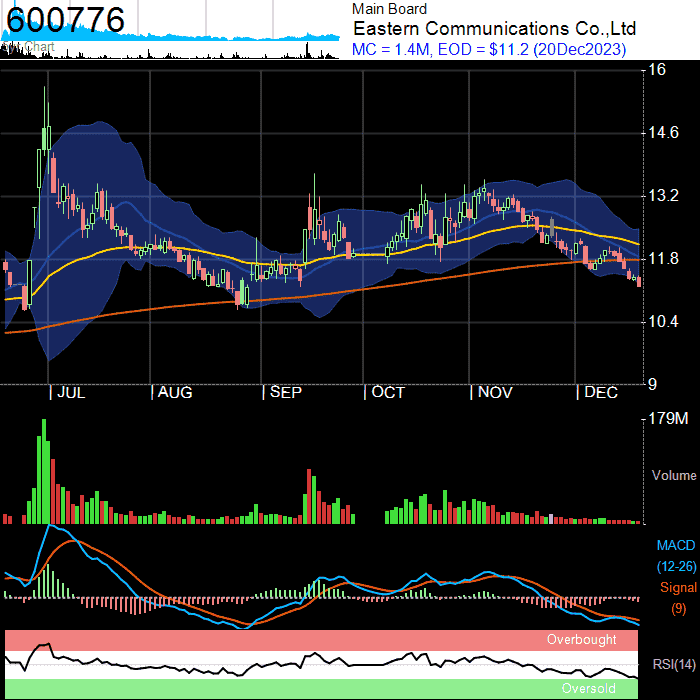 600776
Chart
Main Board
Eastern Communications Co.,Ltd
MC = 1.4M, EOD = $11.2 (20Dec2023)
16
14.6
13.2
11.8
10.4
9
| JUL | AUG | SEP | OCT | NOV | DEC
179M
Volume
MACD
(12-26)
Signal
(9)
Overbought
RSI(14)
Oversold